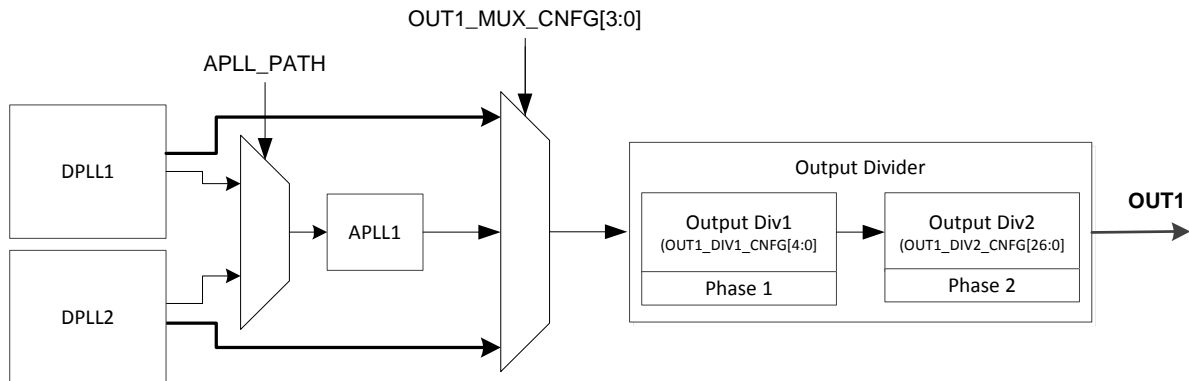 OUT1_MUX_CNFG[3:0]
APLL_PATH
DPLL1
Output Divider
OUT1
Output Div1
(OUT1_DIV1_CNFG[4:0]
Output Div2
(OUT1_DIV2_CNFG[26:0)
APLL1
Phase 1
Phase 2
DPLL2